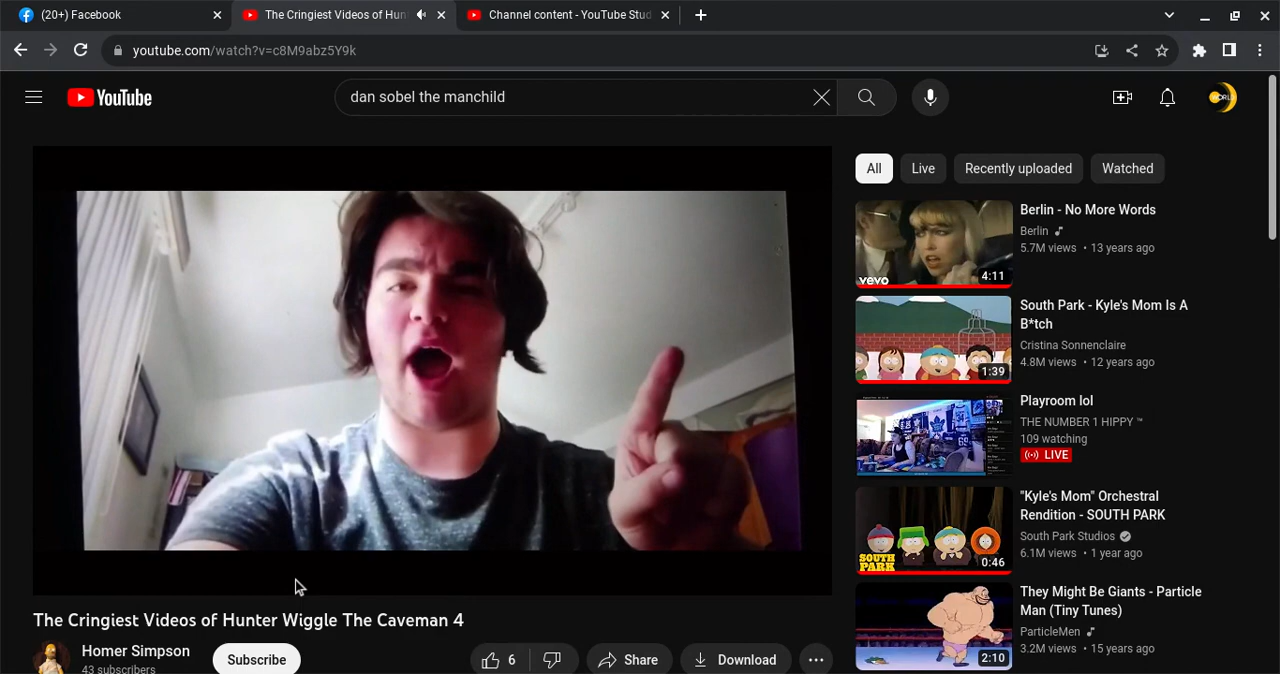 (20+) Facebook
The Cringiest Videos of Hun
Channel content - YouTube Stud
youtube.com/watch?v=c8M9abz5Y9k
YouTube
dan sobel the manchild
WORLD
All
Live
Recently uploaded
Watched
Berlin - No More Words
Berlin
5.7M views • 13 years ago
vevo
4:11
South Park - Kyle's Mom Is A
B*tch
Cristina Sonnenclaire
4.8M views • 12 years ago
1:39
Playroom lol
THE NUMBER 1 HIPPY ™
109 watching
LIVE
"Kyle's Mom" Orchestral
Rendition - SOUTH PARK
South Park Studios
6.1M views • 1 year ago
SOUTH
PARK
0:46
They Might Be Giants - Particle
Man (Tiny Tunes)
ParticleMen
3.2M views • 15 years ago
2:10
The Cringiest Videos of Hunter Wiggle The Caveman 4
Homer Simpson
43 subscribers
Subscribe
6
Share
Download